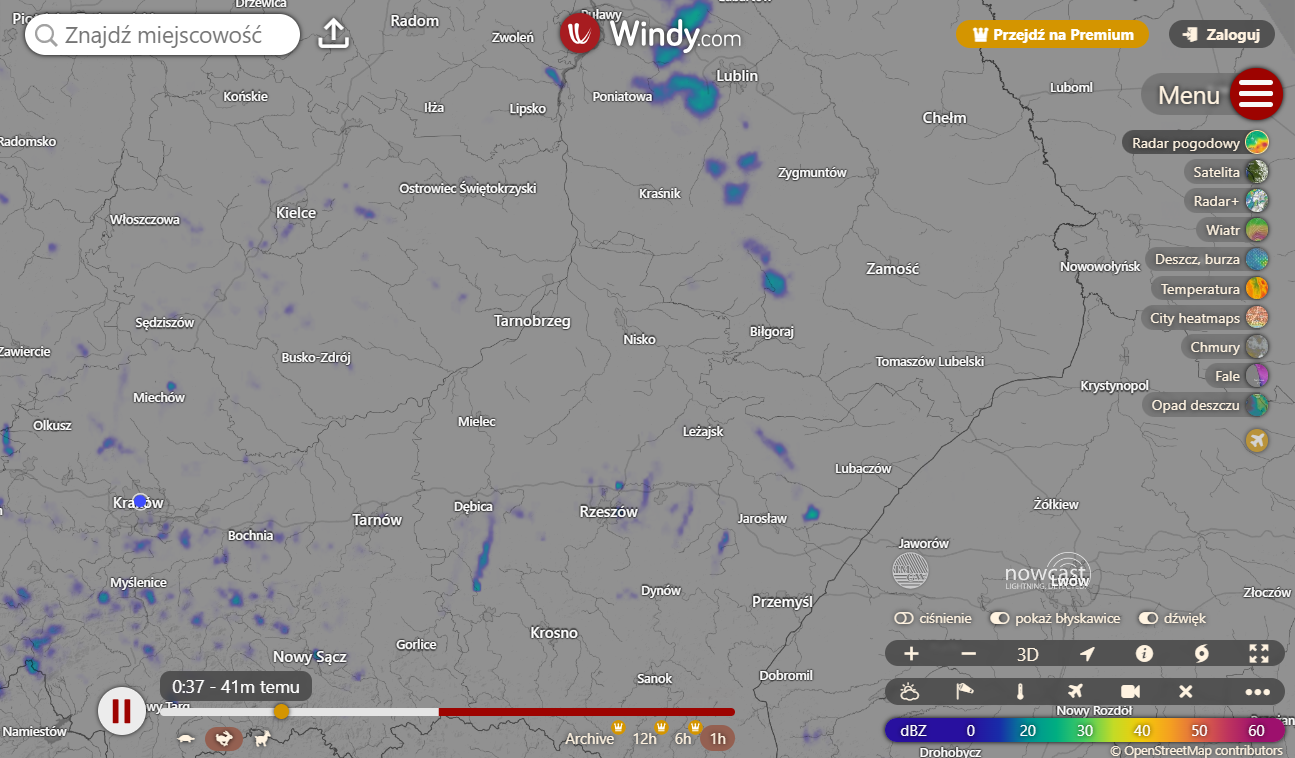 Drzewica
Znajdź miejscowość
Radom
Zwoleń
Puławy
Windy.com
Przejdź na Premium
Zaloguj
Lublin
Końskie
Iłża
Lipsko
Poniatowa
Luboml
Menu
Chełm
Radomsko
Radar pogodowy
Zygmuntów
Satelita
Ostrowiec Świętokrzyski
Kraśnik
Radar+
Kielce
Włoszczowa
Wiatr
Deszcz, burza
Zamość
Nowowołyńsk
Temperatura
Sędziszów
Tarnobrzeg
City heatmaps
Nisko
Biłgoraj
Zawiercie
Busko-Zdrój
Chmury
Tomaszów Lubelski
Fale
Krystynopol
Miechów
Opad deszczu
Olkusz
Mielec
Leżajsk
Lubaczów
Kraków
Dębica
Rzeszów
Tarnów
Jarosław
Żółkiew
Bochnia
Jaworów
nowcast
LIGHTNING, DETECTED.
Lwów
Myślenice
Dynów
Przemyśl
Złoczów
ciśnienie
pokaż błyskawice
dźwięk
Krosno
Gorlice
Nowy Sącz
3D
Sanok
Dobromil
0:37 - 41m temu
Nowy Rozdół
Namiestów
Archive
12h
6h
1h
dBZ 0 20 30 40 50 60
Drohobycz
© OpenStreetMap contributors